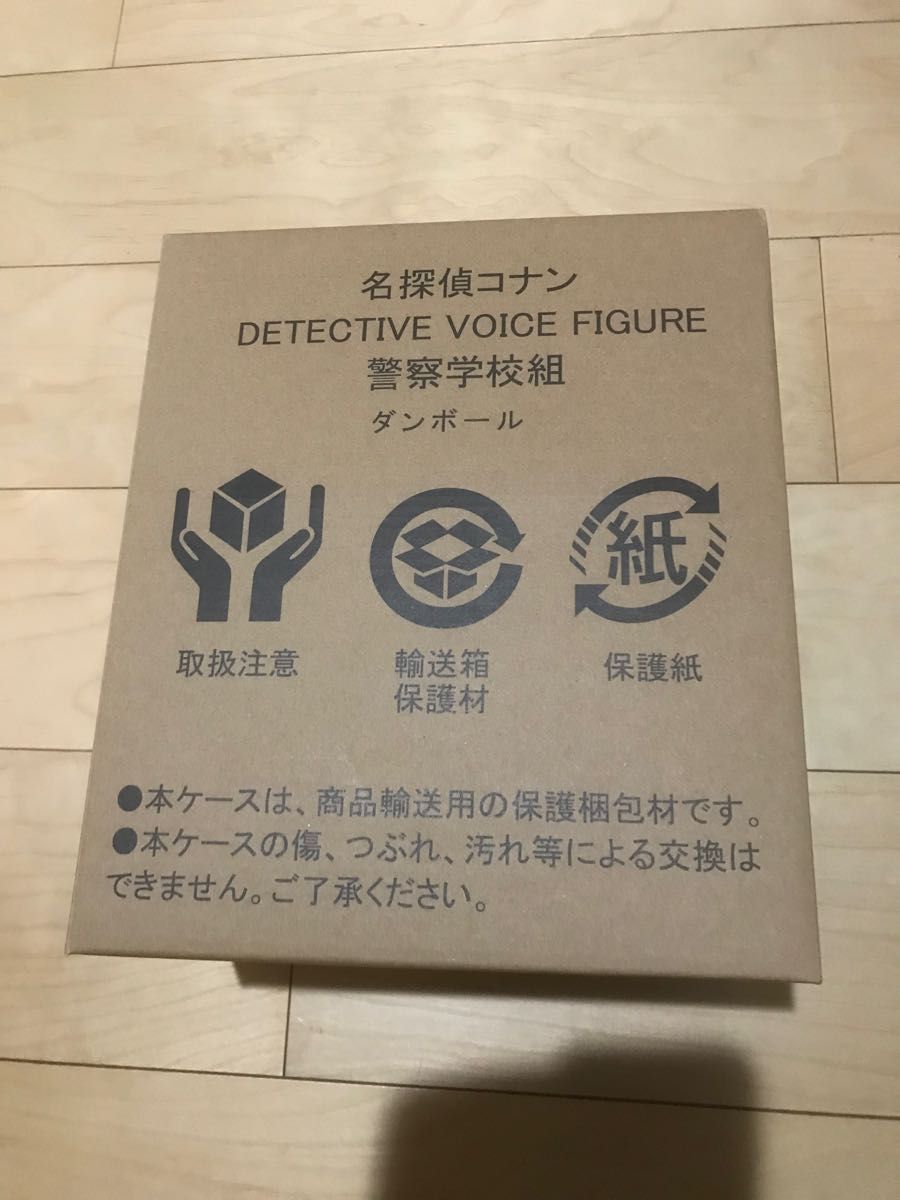 名探偵コナン
DETECTIVE VOICE FIGURE
警察学校組
ダンボール
紙
取扱注意
輸送箱
保護材
保護紙
●本ケースは、商品輸送用の保護梱包材です。
●本ケースの傷、つぶれ、汚れ等による交換は
できません。ご了承ください。